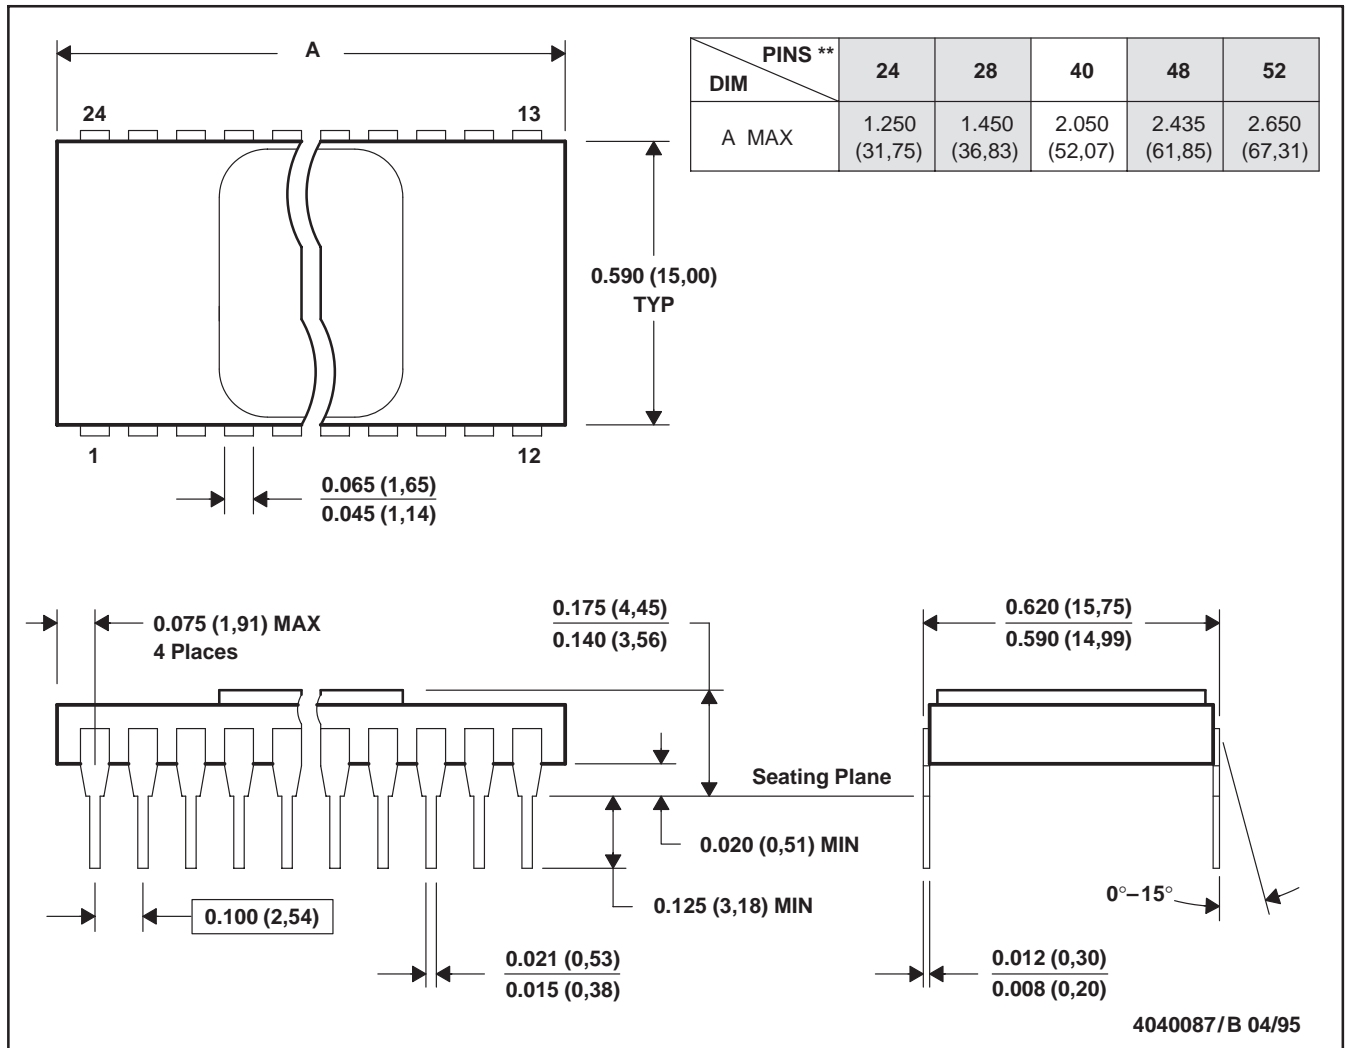 A
PINS **
DIM
24 28 40 48 52
A MAX
1.250 1.450 2.050 2.435 2.650
(31,75) (36,83) (52,07) (61,85) (67,31)
24 13
0.590 (15,00)
TYP
1 12
0.065 (1,65)
0.045 (1,14)
0.075 (1,91) MAX
4 Places
0.175 (4,45)
0.140 (3,56)
0.620 (15,75)
0.590 (14,99)
Seating Plane
0.020 (0,51) MIN
0.125 (3,18) MIN
0°–15°
0.100 (2,54)
0.021 (0,53)
0.015 (0,38)
0.012 (0,30)
0.008 (0,20)
4040087/B 04/95